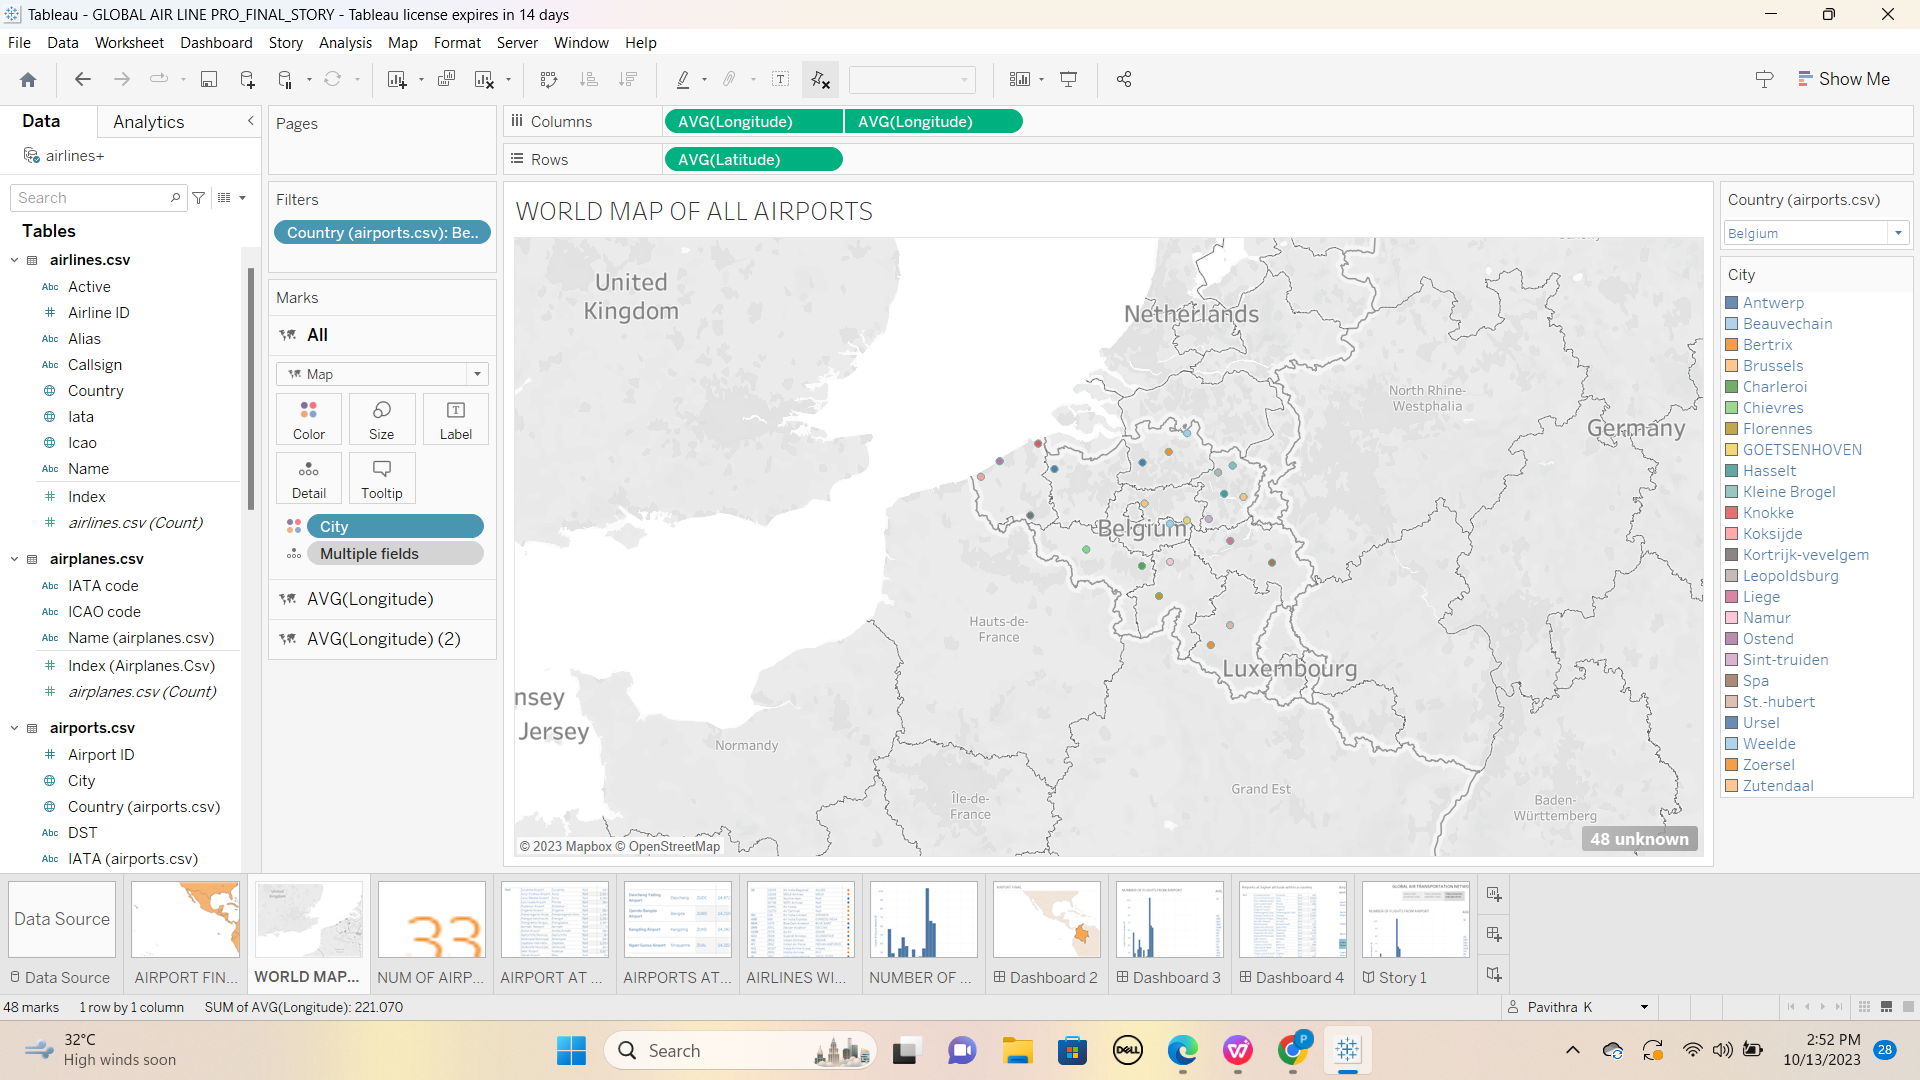 Tableau - GLOBAL AIR LINE PRO_FINAL_STORY - Tableau license expires in 14 days
File Data Worksheet Dashboard Story Analysis Map Format Server Window Help
Show Me
Data Analytics
airlines+
Search
Tables
airlines.csv
Abc Active
# Airline ID
Abc Alias
Abc Callsign
Country
Iata
Icao
Abc Name
# Index
# airlines.csv (Count)
airplanes.csv
Abc IATA code
Abc ICAO code
Abc Name (airplanes.csv)
# Index (Airplanes.Csv)
# airplanes.csv (Count)
airports.csv
# Airport ID
City
Country (airports.csv)
Abc DST
Abc IATA (airports.csv)
Pages
Filters
Country (airports.csv): Be..
Marks
All
Map
Color Size Label
Detail Tooltip
City
Multiple fields
AVG(Longitude)
AVG(Longitude) (2)
Columns AVG(Longitude) AVG(Longitude)
Rows AVG(Latitude)
WORLD MAP OF ALL AIRPORTS
United
Kingdom
Netherlands
North Rhine-
Westphalia
Germany
Belgium
Hauts-de-
France
Luxembourg
nsey
Jersey
Normandy
Île-de-
France
Grand Est
Baden-
Württemberg
© 2023 Mapbox © OpenStreetMap
48 unknown
Country (airports.csv)
Belgium
City
Antwerp
Beauvechain
Bertrix
Brussels
Charleroi
Chievres
Florennes
GOETSENHOVEN
Hasselt
Kleine Brogel
Knokke
Koksijde
Kortrijk-vevelgem
Leopoldsburg
Liege
Namur
Ostend
Sint-truiden
Spa
St.-hubert
Ursel
Weelde
Zoersel
Zutendaal
Data Source
33
Data Source AIRPORT FIN... WORLD MAP... NUM OF AIRP... AIRPORT AT ... AIRPORTS AT... AIRLINES WI... NUMBER OF ... Dashboard 2 Dashboard 3 Dashboard 4 Story 1
48 marks 1 row by 1 column SUM of AVG(Longitude): 221.070
Pavithra K
32°C
High winds soon
Search
DELL
P
2:52 PM
10/13/2023
28